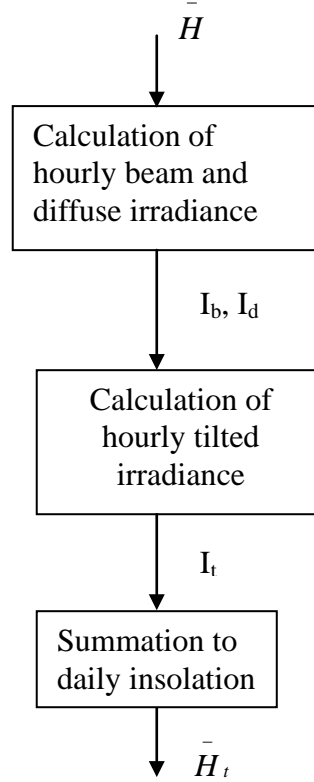 H̄
Calculation of
hourly beam and
diffuse irradiance
I_b, I_d
Calculation of
hourly tilted
irradiance
I_t
Summation to
daily insolation
H̄_t